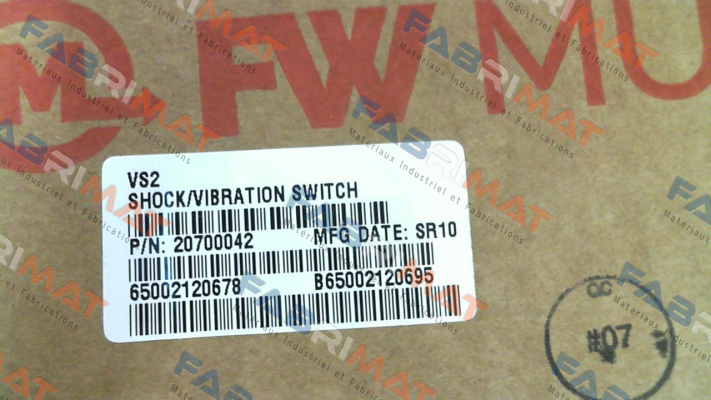 M FW MU
VS2
SHOCK/VIBRATION SWITCH
P/N: 20700042 MFG DATE: SR10
65002120678 B65002120695
QC
#07
FABRIMAT
Materiaux Industriel et Fabrications